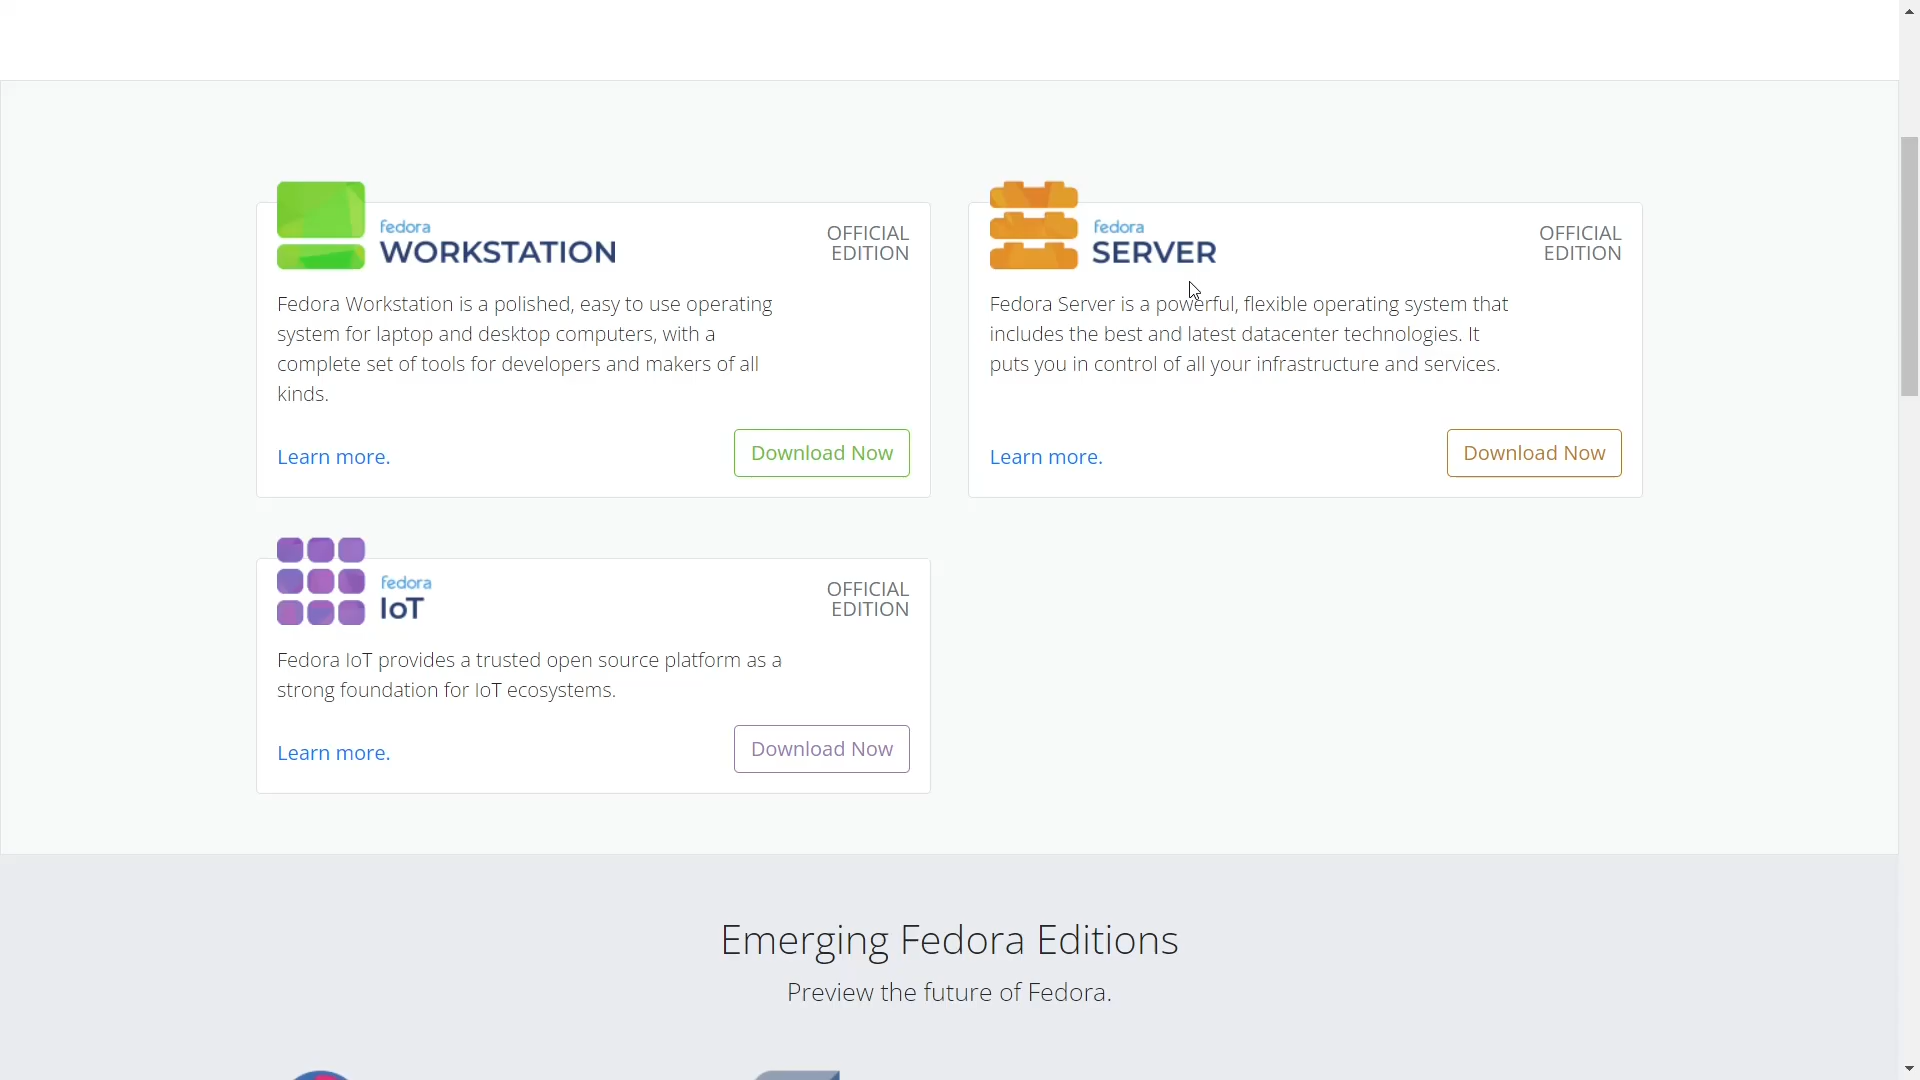 fedora
WORKSTATION
OFFICIAL
EDITION
Fedora Workstation is a polished, easy to use operating
system for laptop and desktop computers, with a
complete set of tools for developers and makers of all
kinds.
Learn more.
Download Now
fedora
SERVER
OFFICIAL
EDITION
Fedora Server is a powerful, flexible operating system that
includes the best and latest datacenter technologies. It
puts you in control of all your infrastructure and services.
Learn more.
Download Now
fedora
IoT
OFFICIAL
EDITION
Fedora IoT provides a trusted open source platform as a
strong foundation for IoT ecosystems.
Learn more.
Download Now
Emerging Fedora Editions
Preview the future of Fedora.